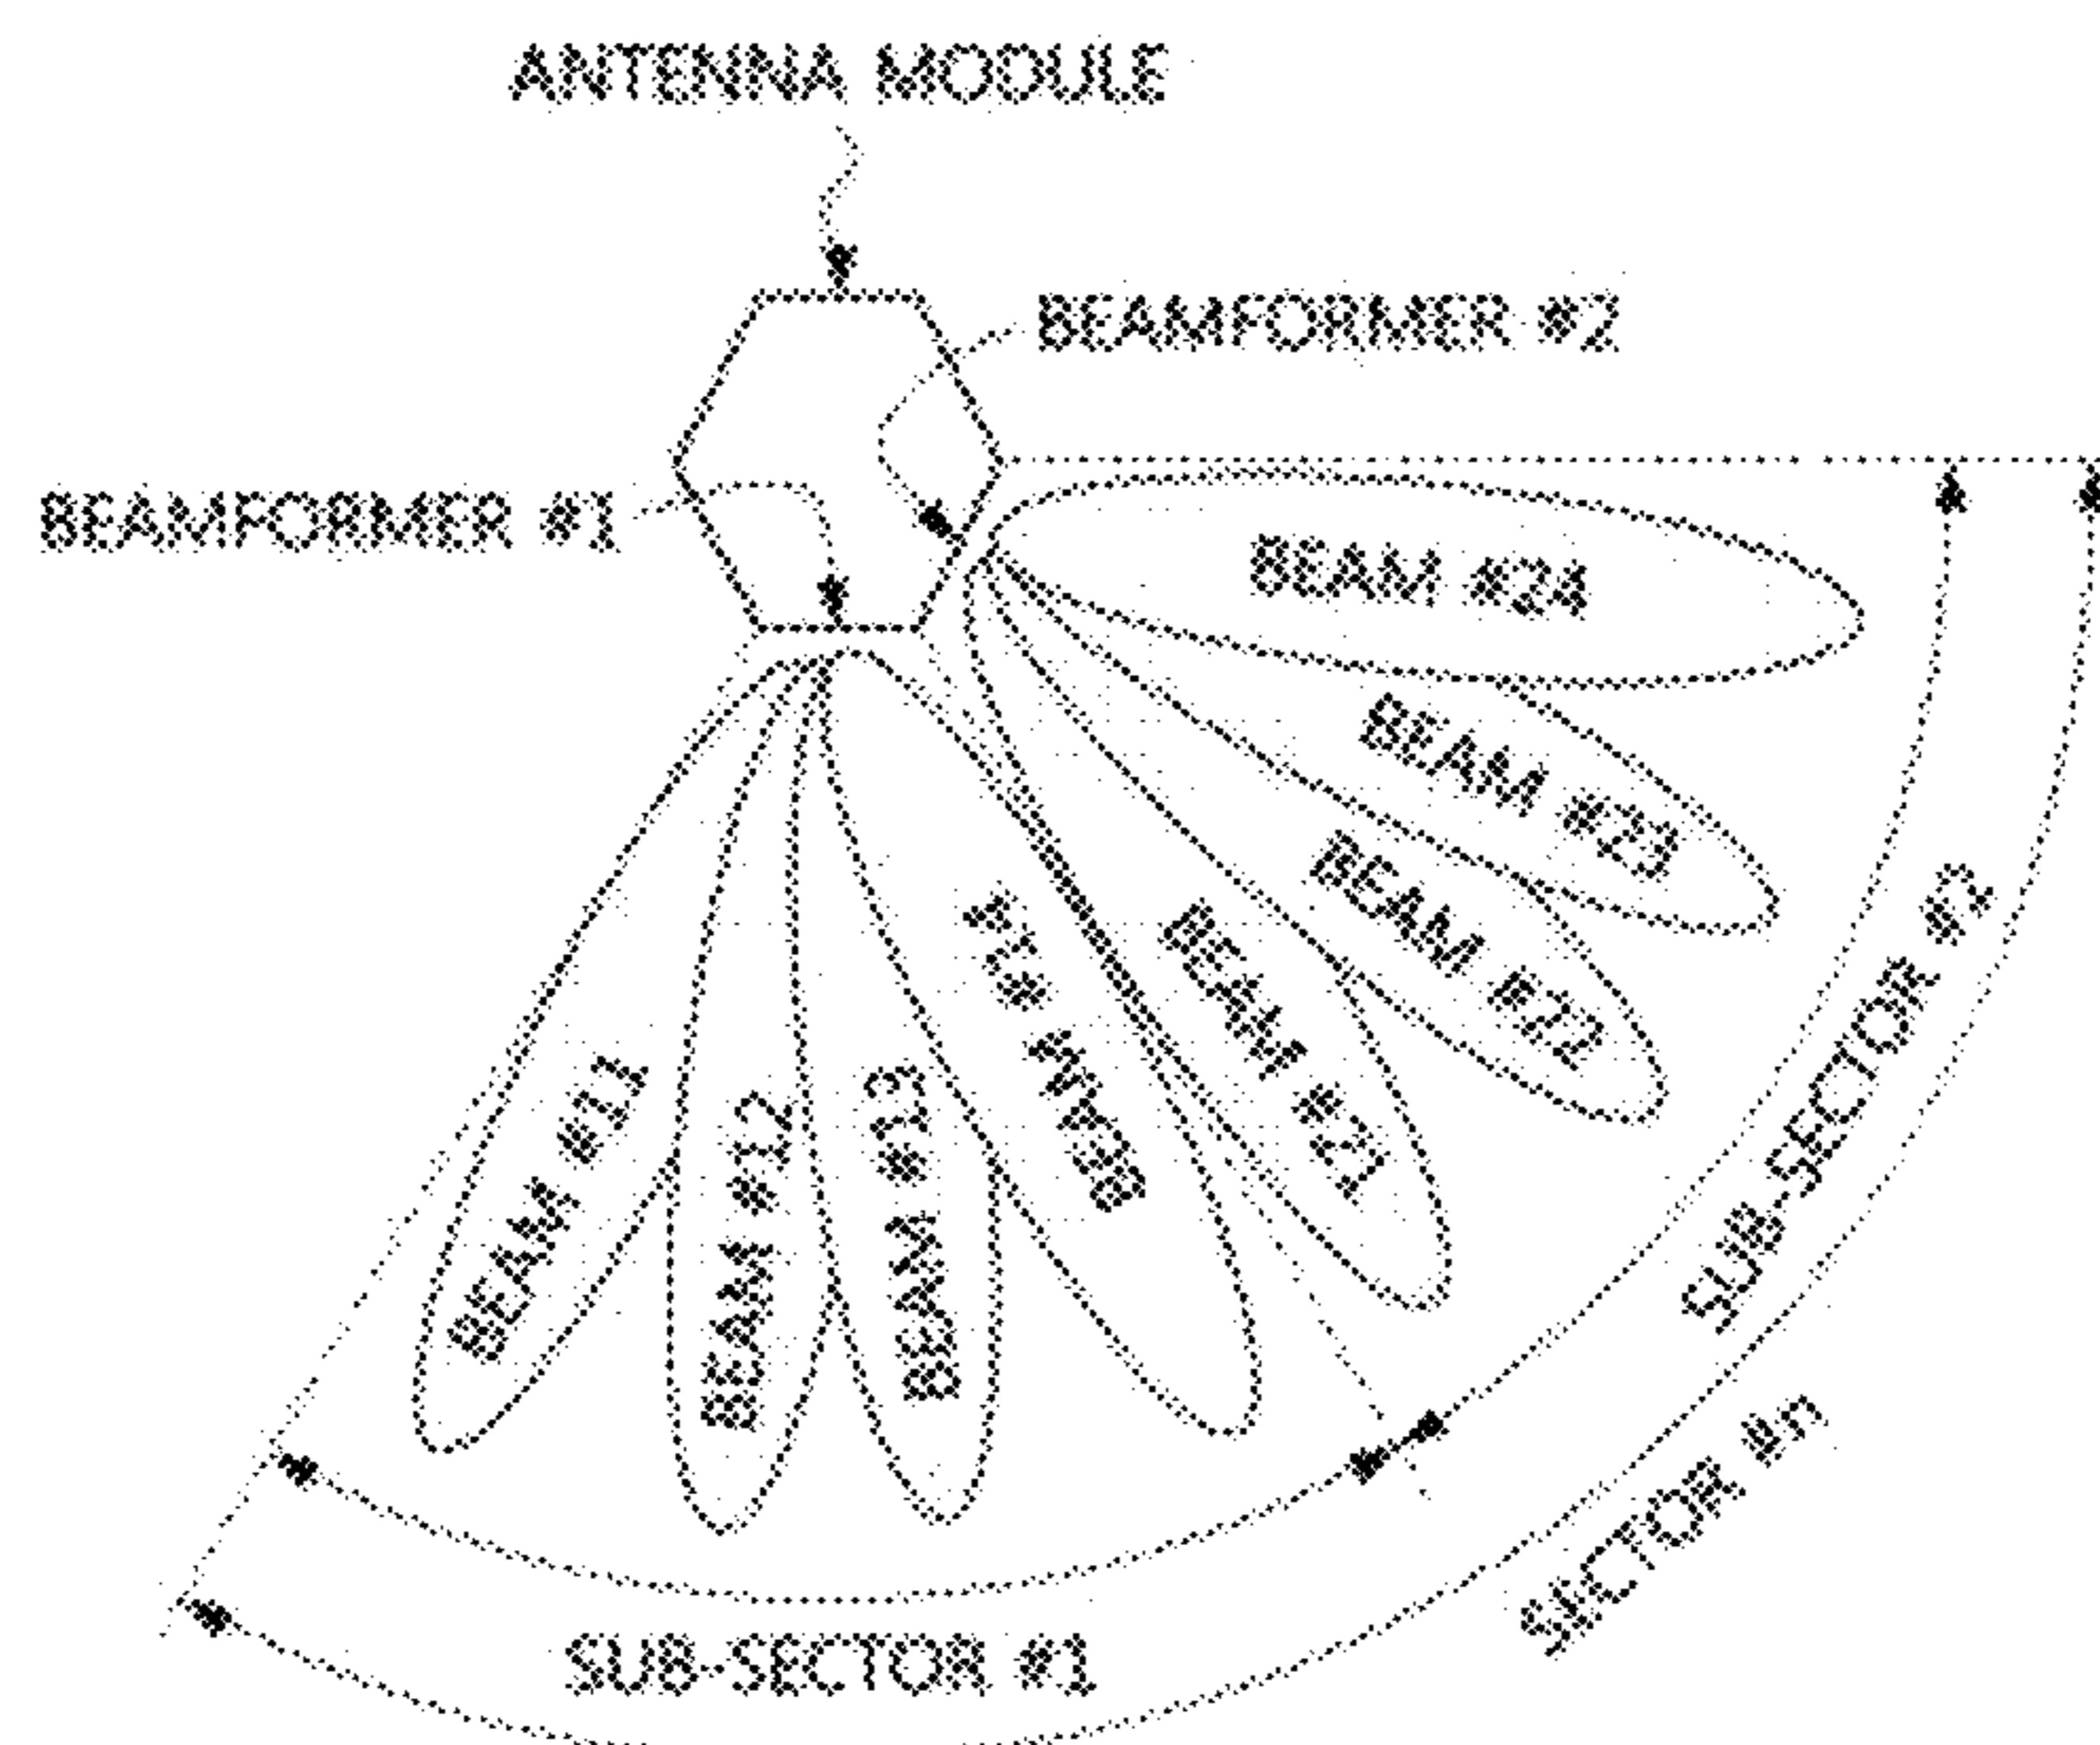 ANTENNA MODULE
BEAMFORMER #2
BEAMFORMER #1
BEAM #24
BEAM #23
BEAM #22
BEAM #21
BEAM #14
BEAM #13
BEAM #12
BEAM #11
SUB-SECTOR #2
SECTOR #n
SUB-SECTOR #1